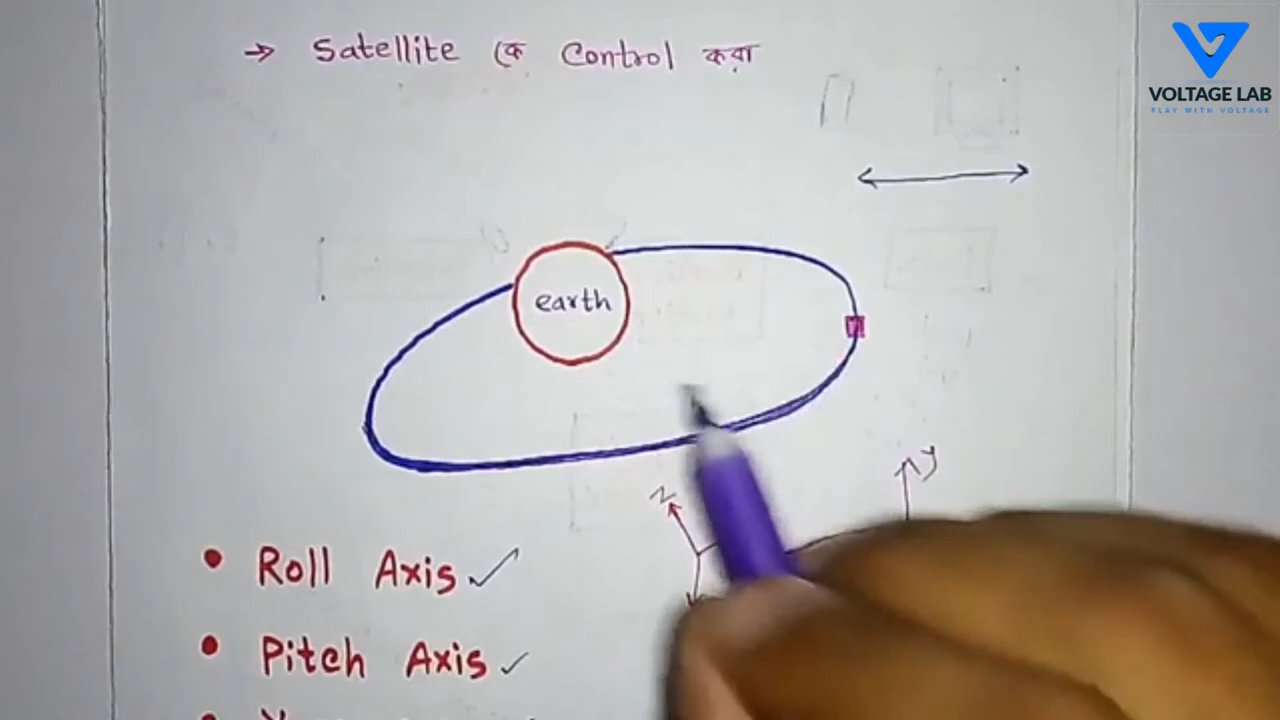 → Satellite কে Control করা
VOLTAGE LAB
PLAY WITH VOLTAGE
earth
y
z
• Roll Axis ✓
• Pitch Axis ✓